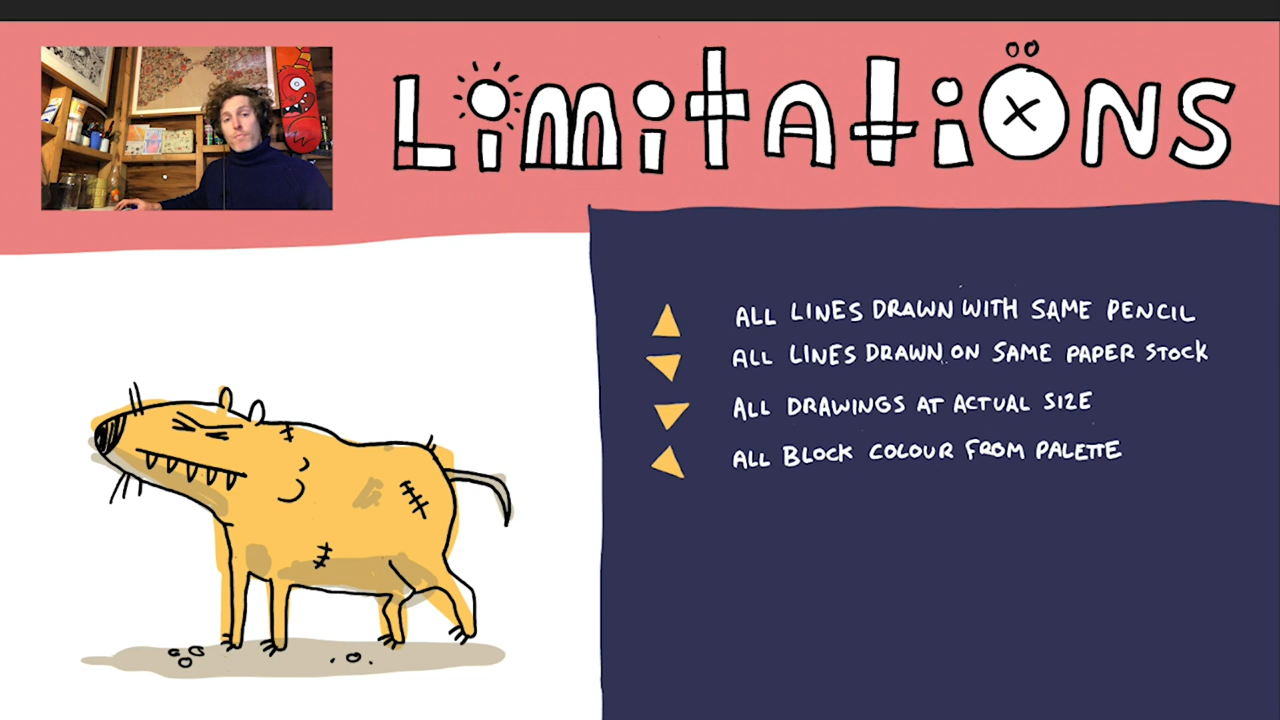 LimitatiöNS
ALL LINES DRAWN WITH SAME PENCIL
ALL LINES DRAWN ON SAME PAPER STOCK
ALL DRAWINGS AT ACTUAL SIZE
ALL BLOCK COLOUR FROM PALETTE